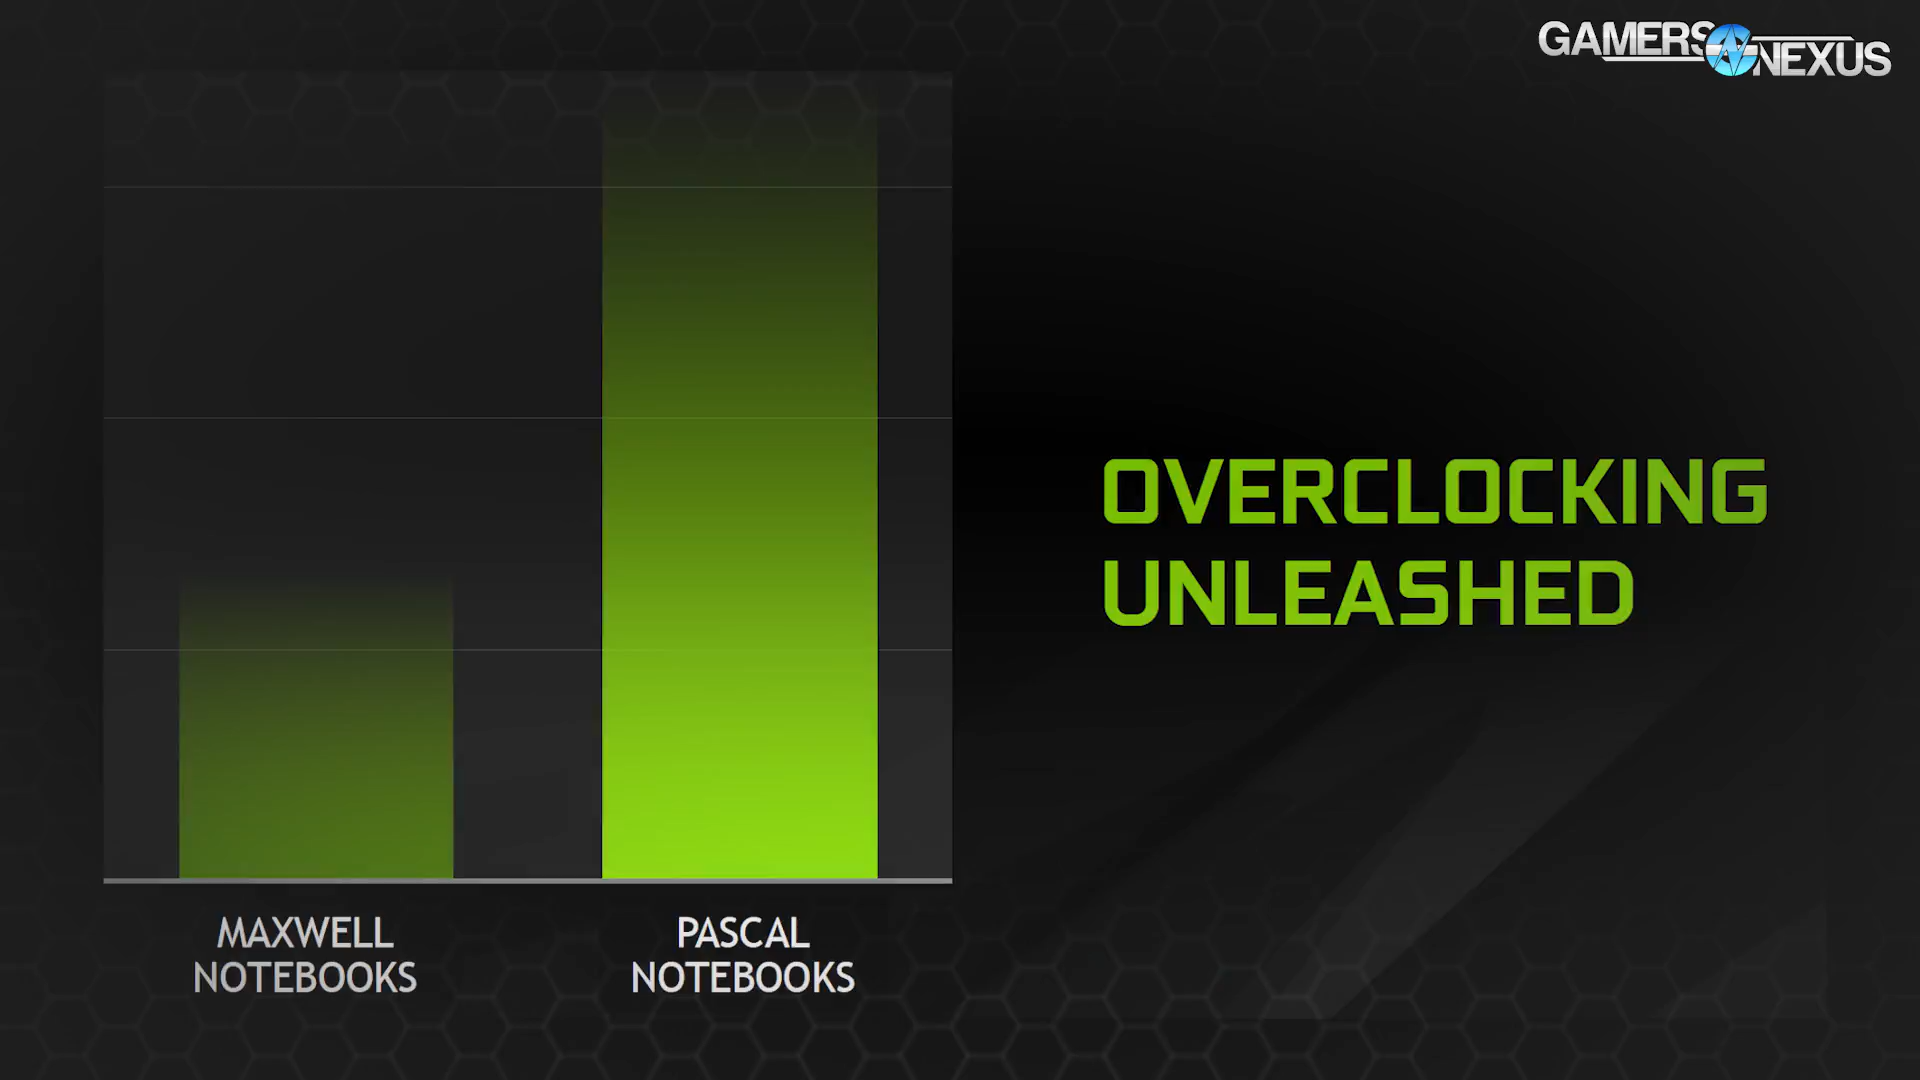 GAMERS NEXUS
OVERCLOCKING
UNLEASHED
MAXWELL
NOTEBOOKS
PASCAL
NOTEBOOKS